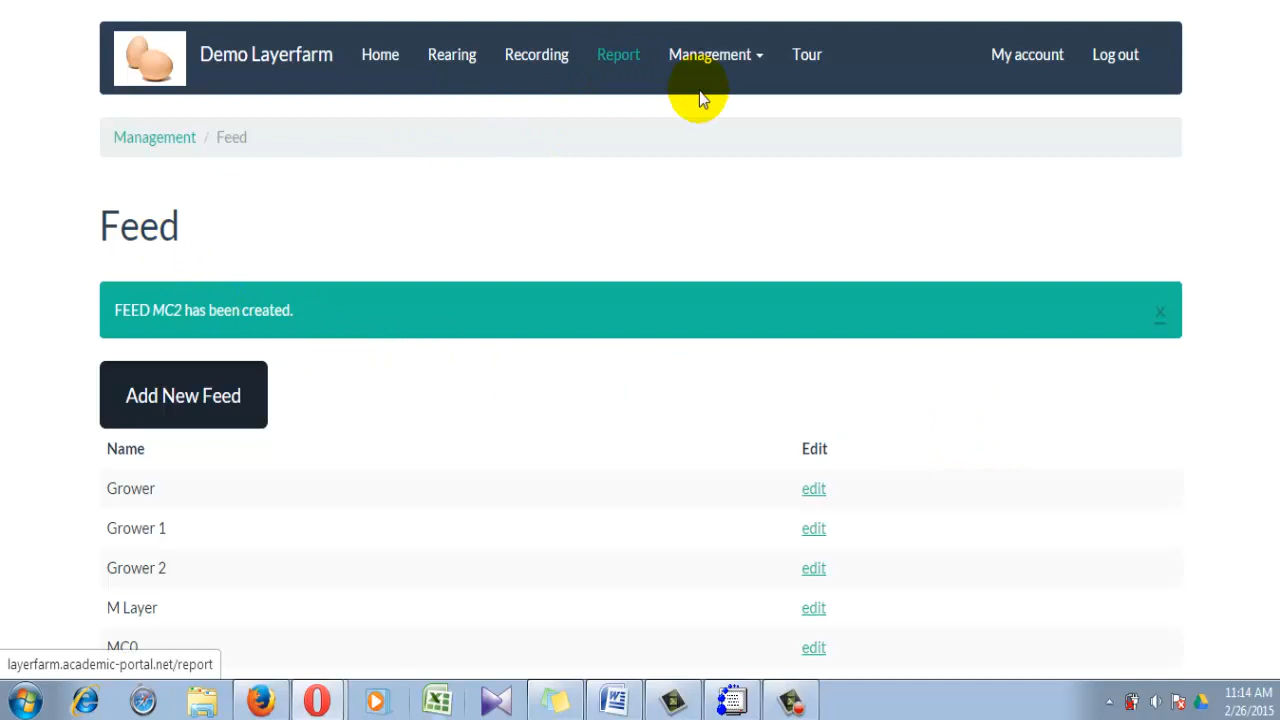 Demo Layerfarm Home Rearing Recording Report Management Tour My account Log out
Management / Feed
Feed
FEED MC2 has been created. x
Add New Feed
Name Edit
Grower edit
Grower 1 edit
Grower 2 edit
M Layer edit
MC0 edit
layerfarm.academic-portal.net/report
11:14 AM
2/26/2015